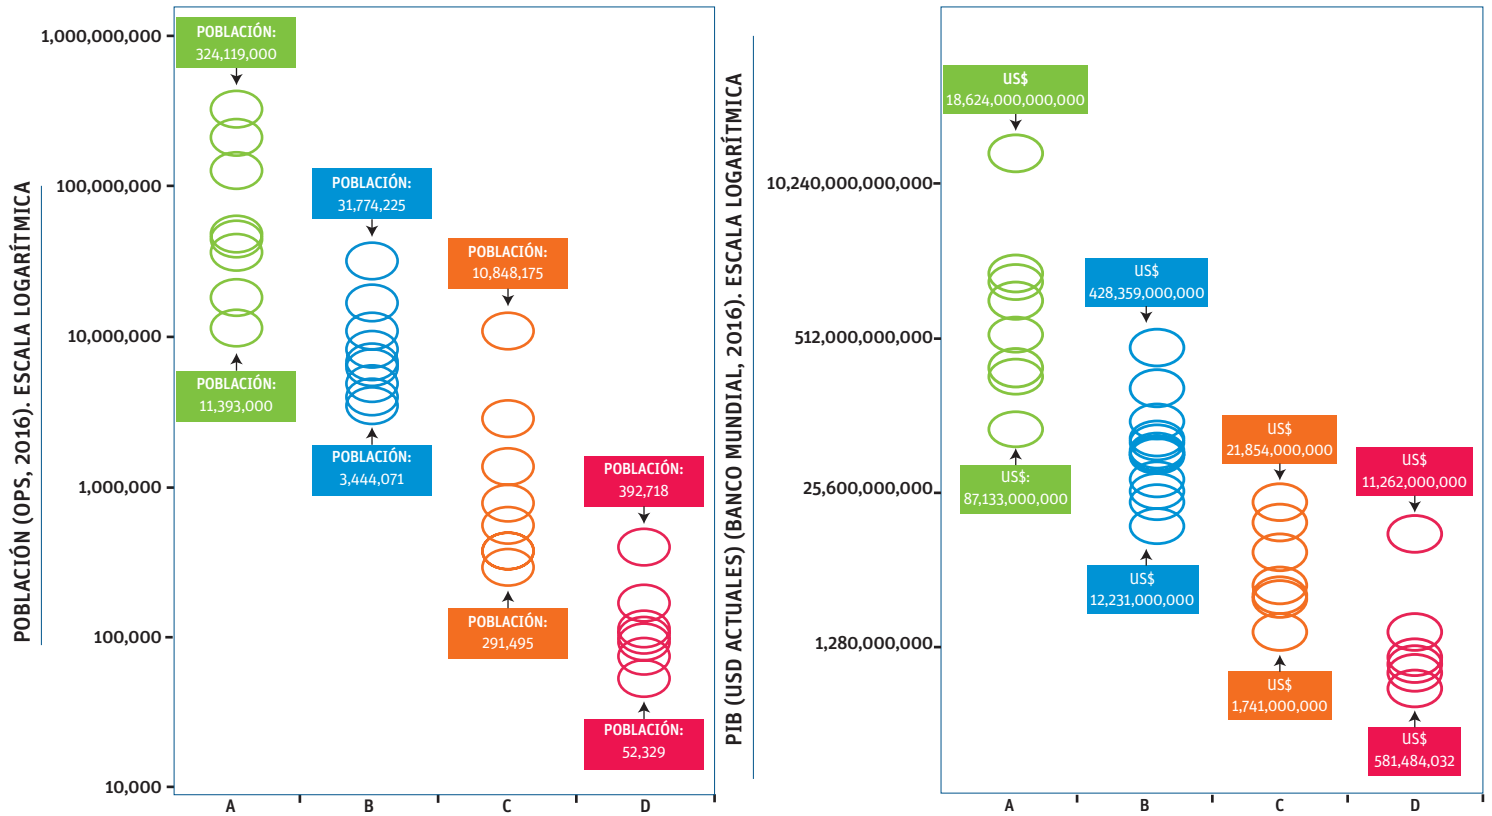 POBLACIÓN (OPS, 2016). ESCALA LOGARÍTMICA
1,000,000,000
100,000,000
10,000,000
1,000,000
100,000
10,000
POBLACIÓN:
324,119,000
POBLACIÓN:
11,393,000
POBLACIÓN:
31,774,225
POBLACIÓN:
3,444,071
POBLACIÓN:
10,848,175
POBLACIÓN:
291,495
POBLACIÓN:
392,718
POBLACIÓN:
52,329
A
B
C
D
PIB (USD ACTUALES) (BANCO MUNDIAL, 2016). ESCALA LOGARÍTMICA
10,240,000,000,000
512,000,000,000
25,600,000,000
1,280,000,000
US$
18,624,000,000,000
US$:
87,133,000,000
US$
428,359,000,000
US$
12,231,000,000
US$
21,854,000,000
US$
1,741,000,000
US$
11,262,000,000
US$
581,484,032
A
B
C
D